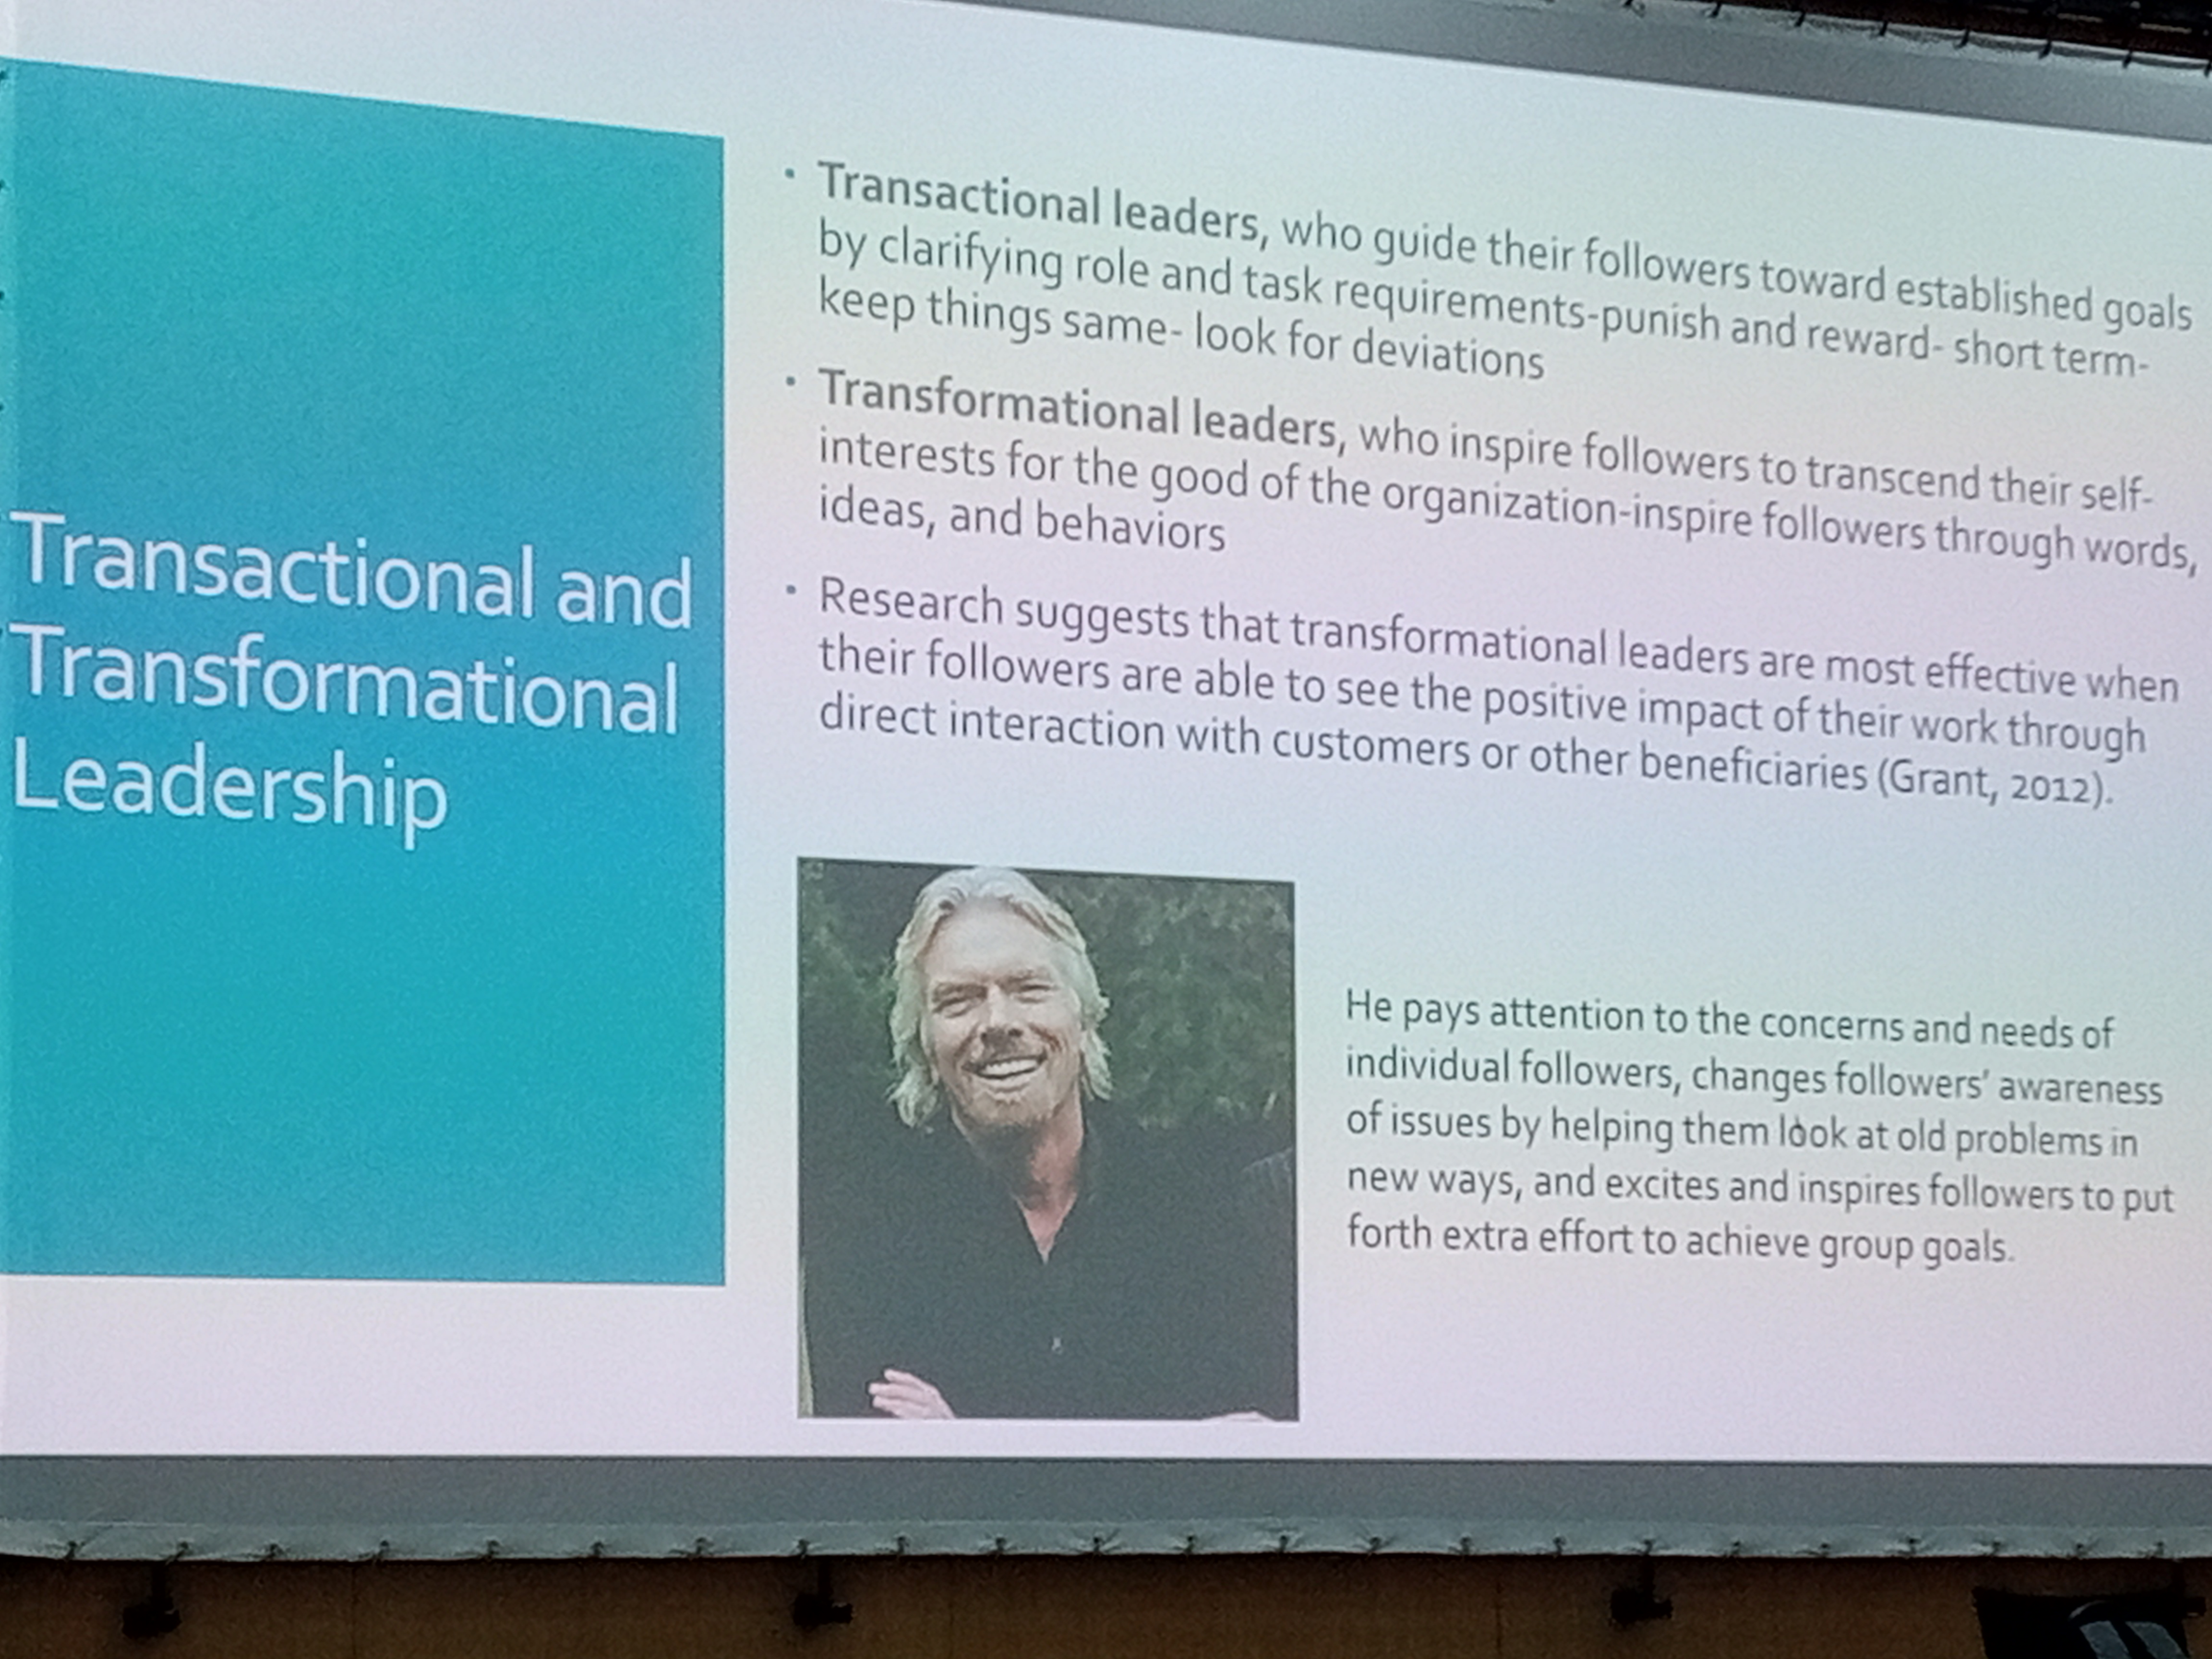 Transactional and
Transformational
Leadership
• Transactional leaders, who guide their followers toward established goals
by clarifying role and task requirements-punish and reward- short term-
keep things same- look for deviations
• Transformational leaders, who inspire followers to transcend their self-
interests for the good of the organization-inspire followers through words,
ideas, and behaviors
• Research suggests that transformational leaders are most effective when
their followers are able to see the positive impact of their work through
direct interaction with customers or other beneficiaries (Grant, 2012).
He pays attention to the concerns and needs of
individual followers, changes followers' awareness
of issues by helping them look at old problems in
new ways, and excites and inspires followers to put
forth extra effort to achieve group goals.